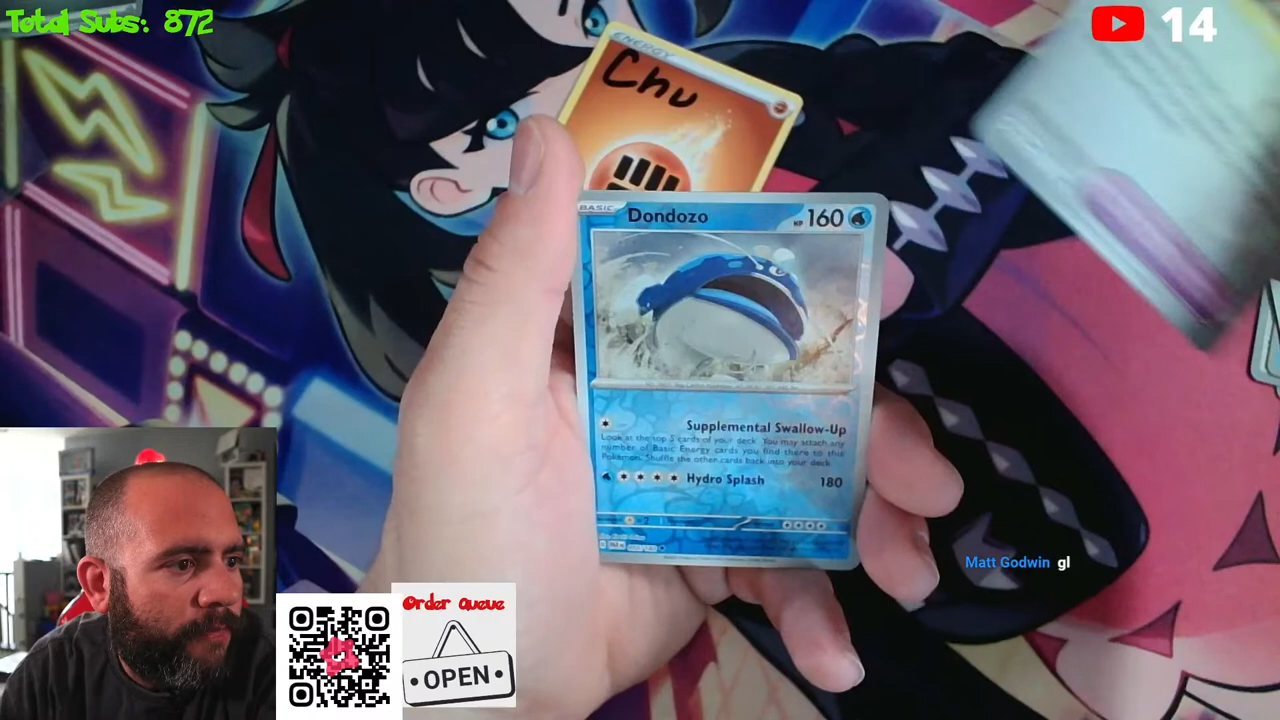 Total Subs: 872
14
ENERGY
Chu
BASIC
Dondozo
HP 160
Supplemental Swallow-Up
Look at the top 5 cards of your deck. You may attach any
number of Basic Energy cards you find there to this
Pokémon. Shuffle the other cards back into your deck.
Hydro Splash 180
Matt Godwin gl
Order Queue
OPEN